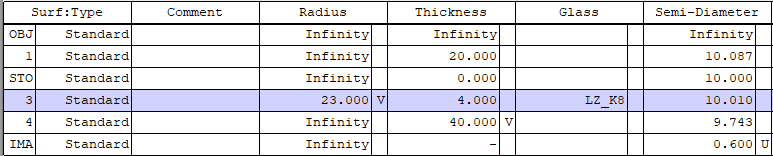 Surf:Type Comment Radius Thickness Glass Semi-Diameter
OBJ Standard Infinity Infinity Infinity
1 Standard Infinity 20.000 10.087
STO Standard Infinity 0.000 10.000
3 Standard 23.000 V 4.000 LZ_K8 10.010
4 Standard Infinity 40.000 V 9.743
IMA Standard Infinity - 0.600 U